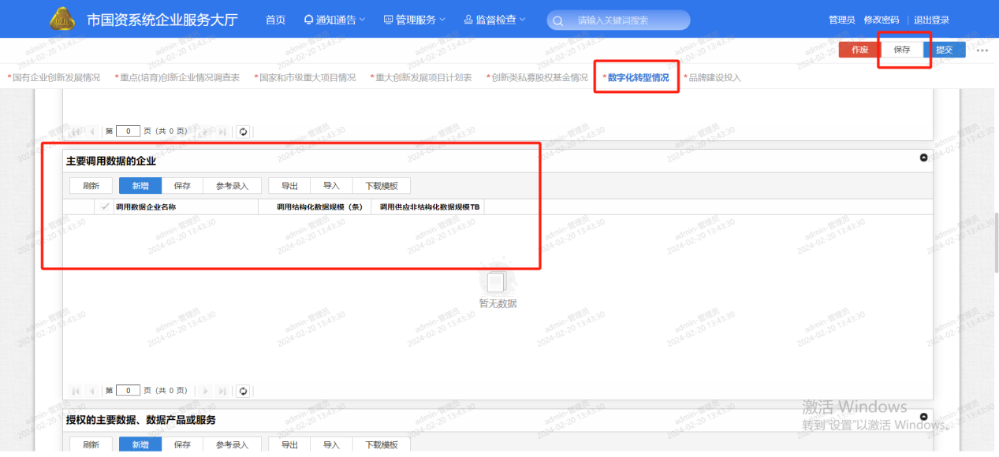 市国资系统企业服务大厅 首页 通知通告 管理服务 监督检查 请输入关键词搜索 管理员 修改密码 | 退出登录
作废 保存 提交
*国有企业创新发展情况 *重点(培育)创新企业情况调查表 *国家和市级重大项目情况 *重大创新发展项目计划表 *创新类私募股权基金情况 *数字化转型情况 *品牌建设投入
第 0 页 (共 0 页)
主要调用数据的企业
刷新 新增 保存 参考录入 导出 导入 下载模板
调用数据企业名称 调用结构化数据规模（条） 调用供应非结构化数据规模TB
暂无数据
第 0 页 (共 0 页)
授权的主要数据、数据产品或服务
刷新 新增 保存 参考录入 导出 导入 下载模板
激活 Windows
转到"设置"以激活 Windows。
admin-管理员
2024-02-20 13:43:30